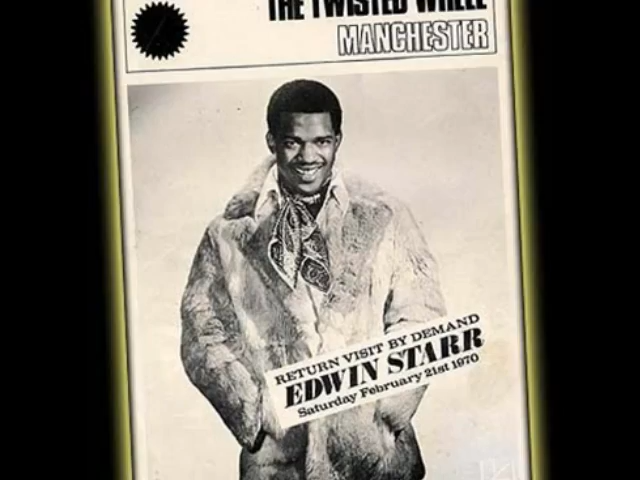 THE TWISTED WHEEL
MANCHESTER
RETURN VISIT BY DEMAND
EDWIN STARR
Saturday February 21st 1970